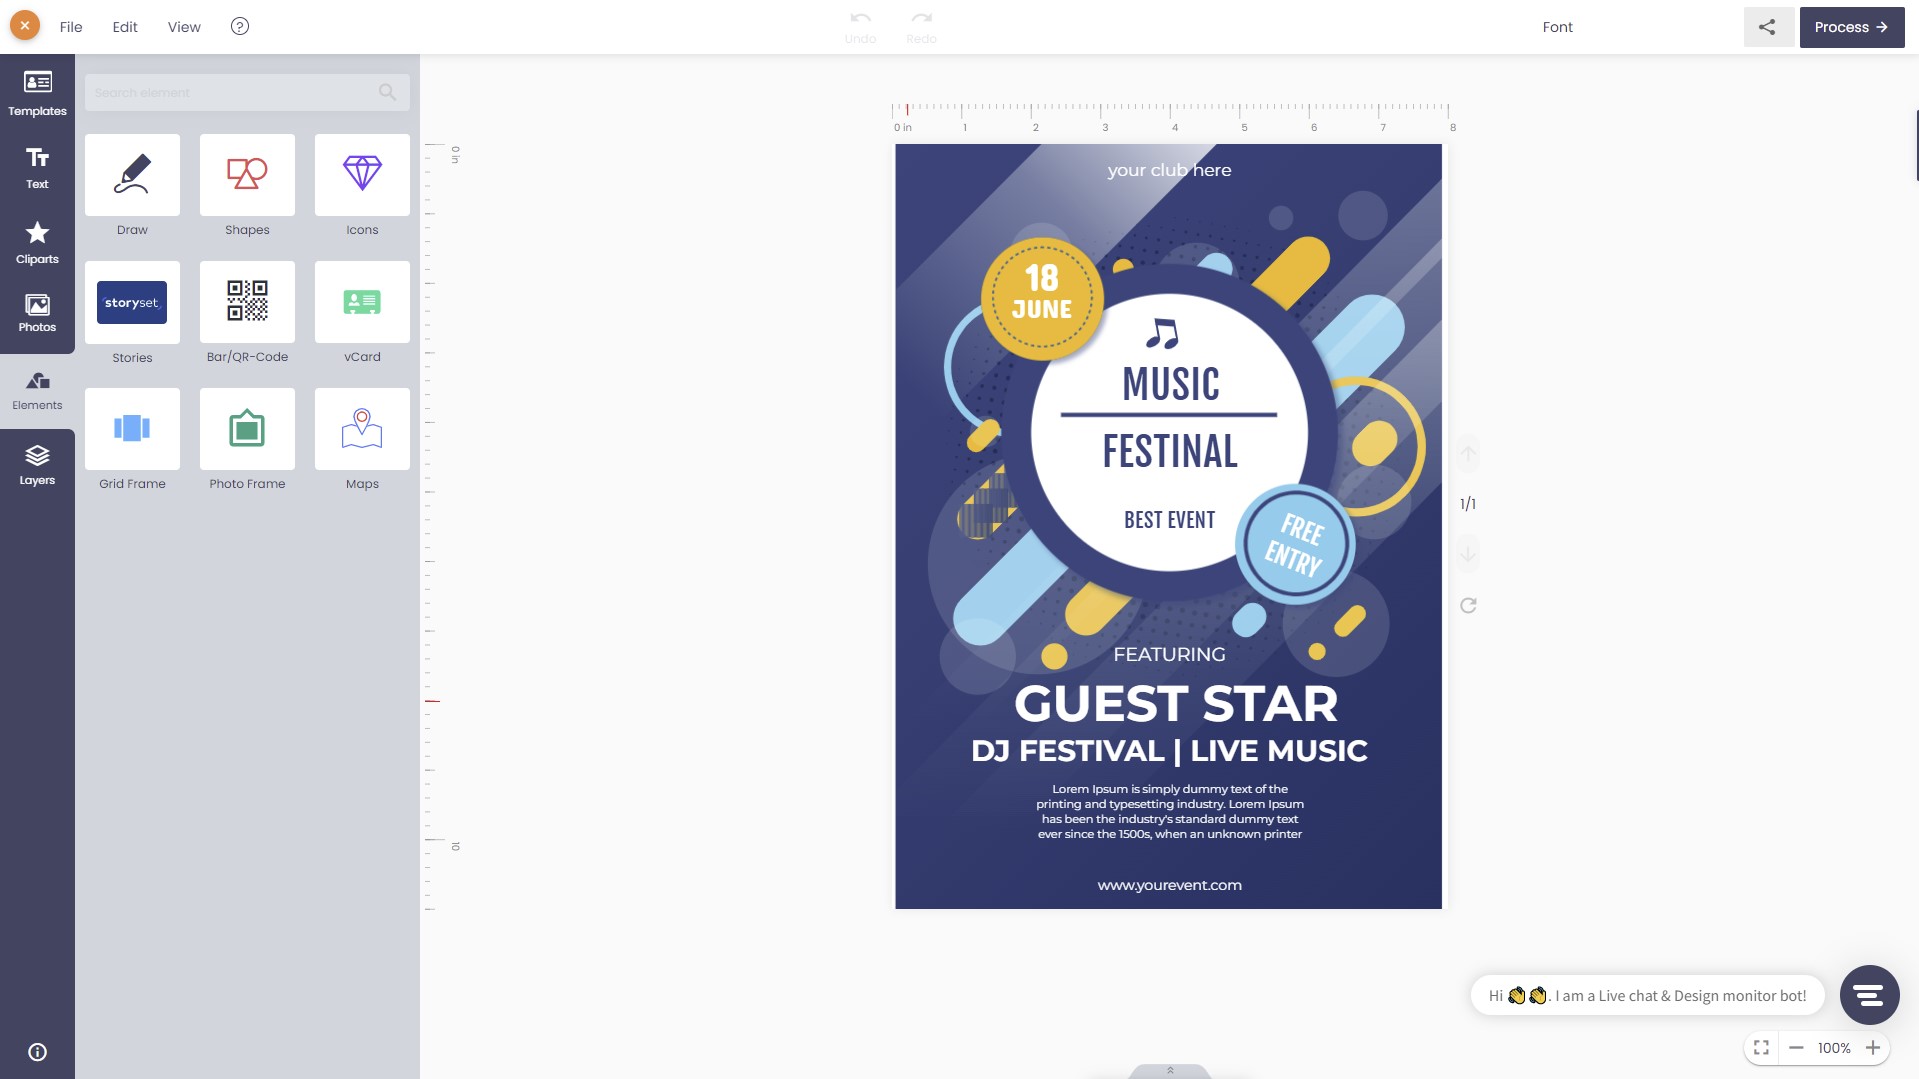 File
Edit
View
?
Undo
Redo
Font
Process
Templates
Text
Cliparts
Photos
Elements
Layers
Search element
Draw
Shapes
Icons
storyset
Stories
Bar/QR-Code
vCard
Grid Frame
Photo Frame
Maps
0 in
1
2
3
4
5
6
7
8
0 in
10
your club here
18
JUNE
MUSIC
FESTINAL
BEST EVENT
FREE
ENTRY
FEATURING
GUEST STAR
DJ FESTIVAL | LIVE MUSIC
Lorem Ipsum is simply dummy text of the
printing and typesetting industry. Lorem Ipsum
has been the industry's standard dummy text
ever since the 1500s, when an unknown printer
www.yourevent.com
1/1
Hi 👏👏. I am a Live chat & Design monitor bot!
100%